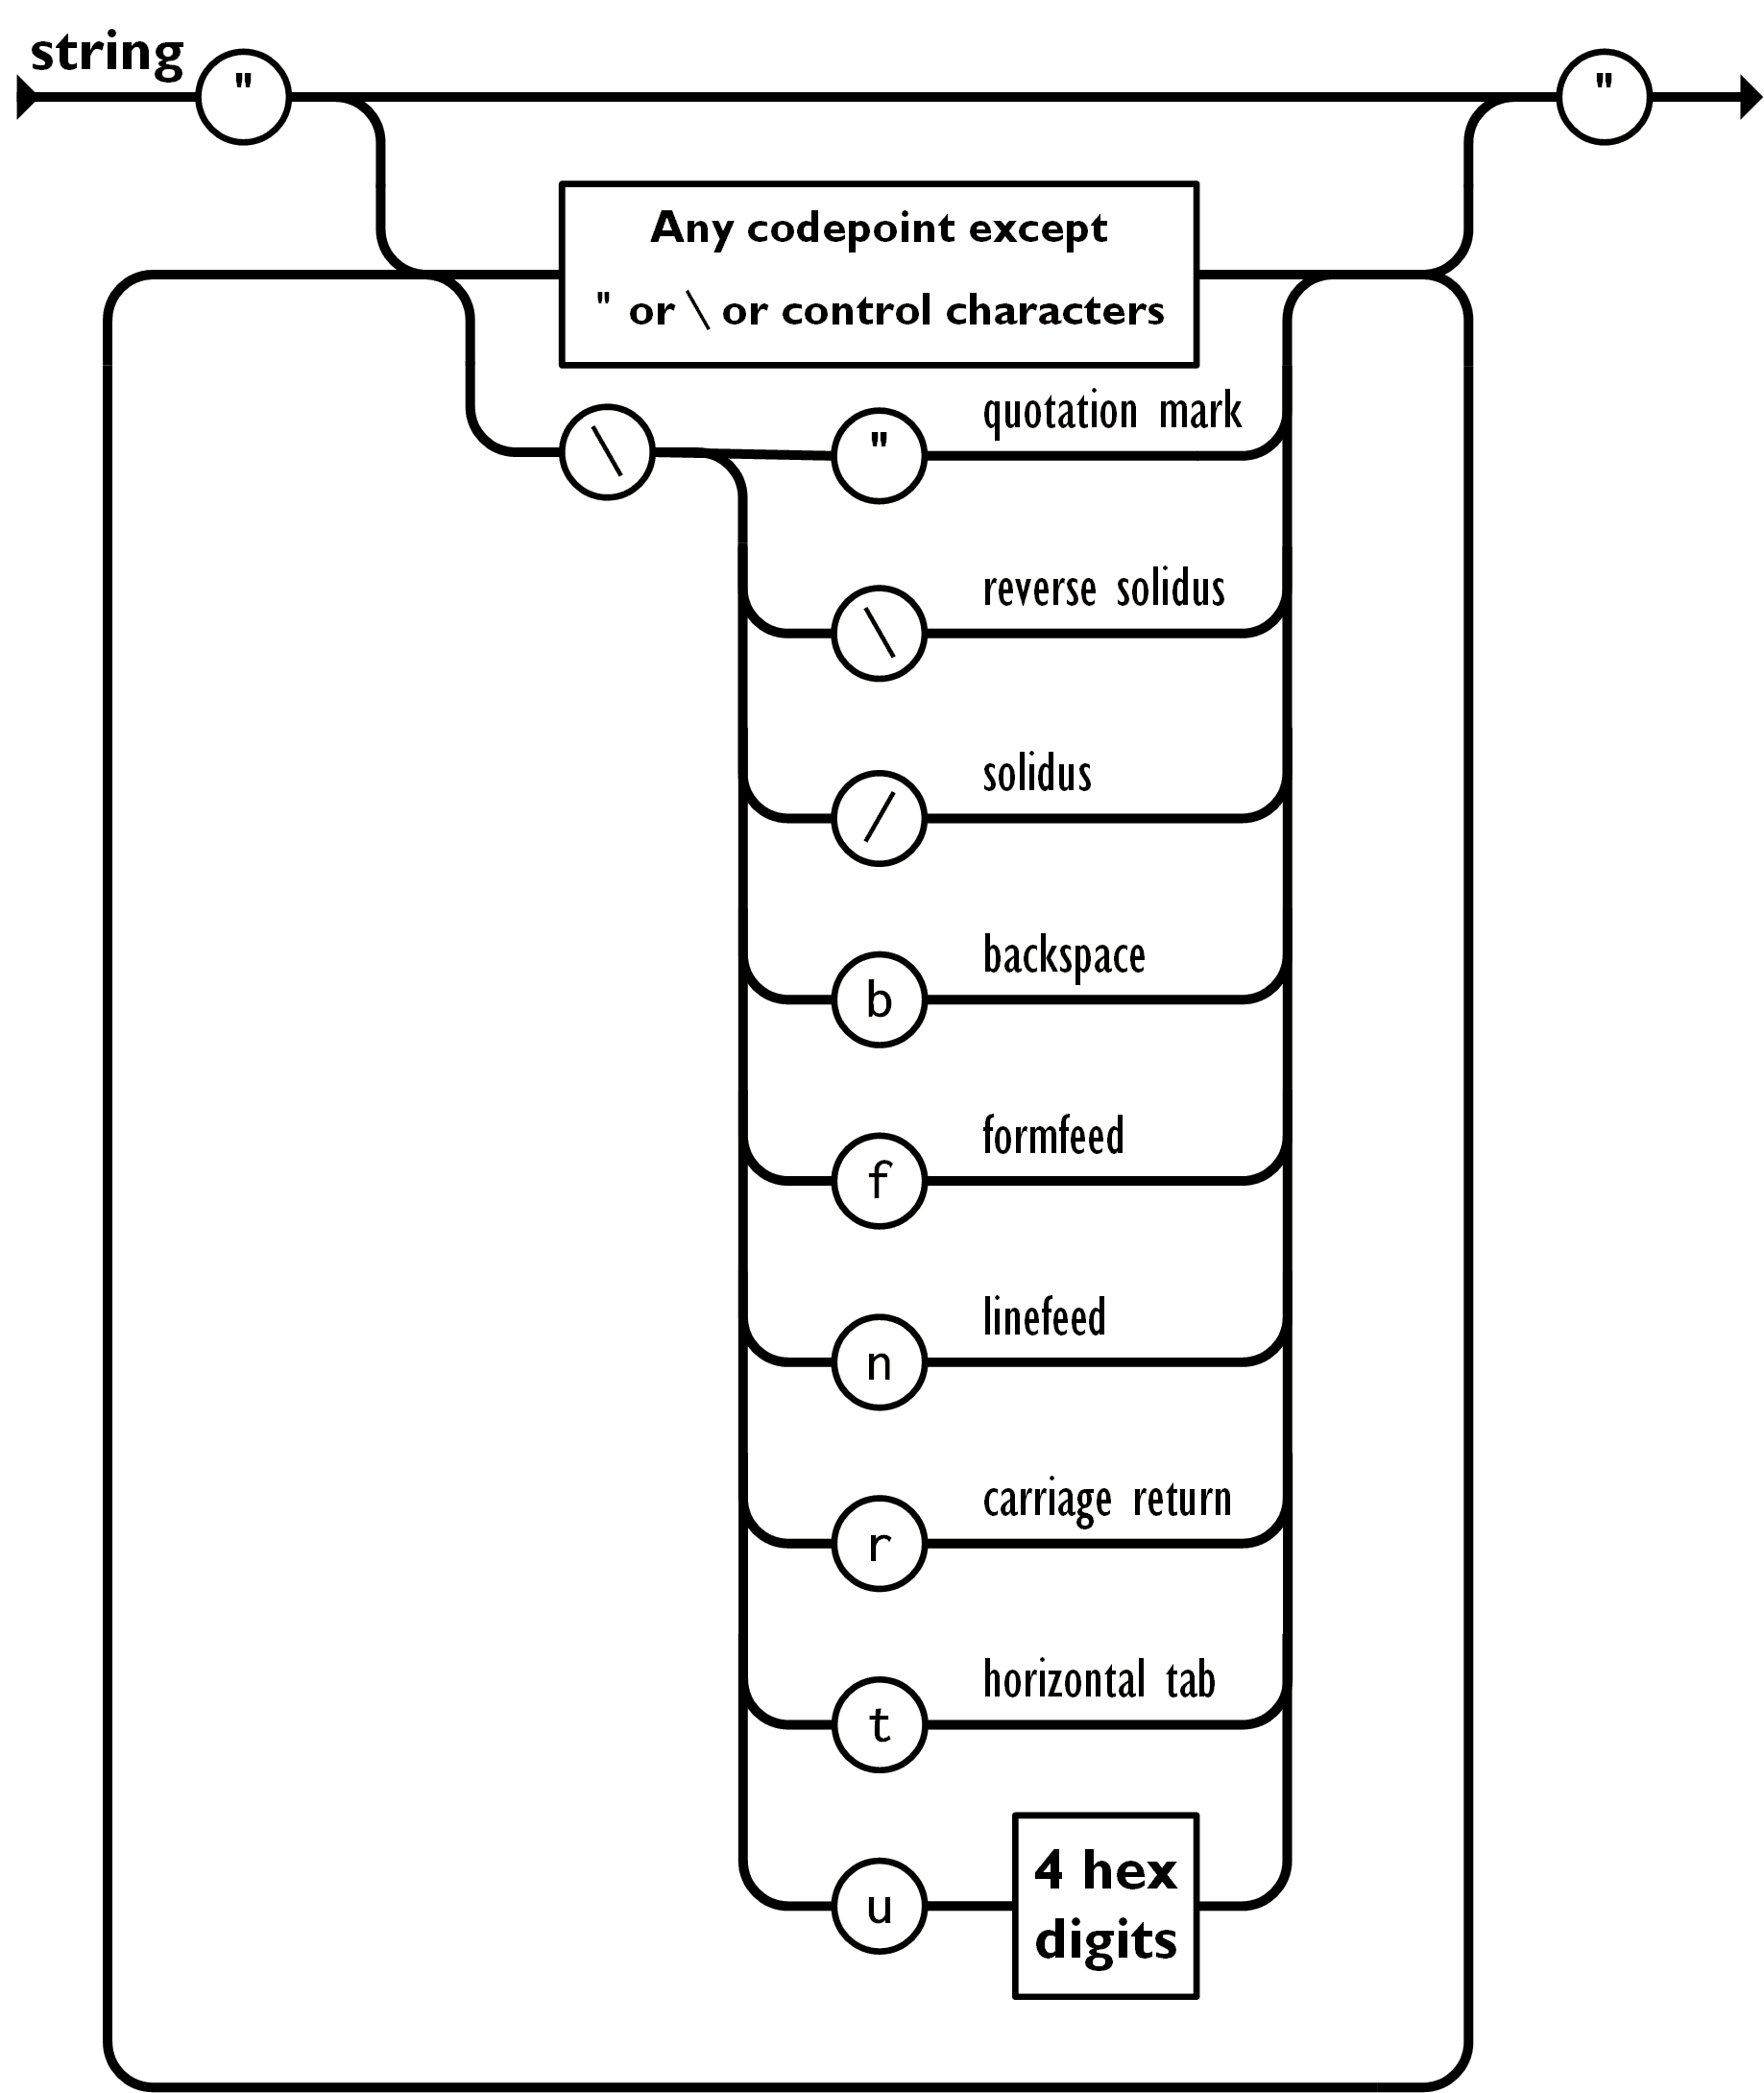 string
" "
Any codepoint except
" or \ or control characters
\ " quotation mark
\ reverse solidus
/ solidus
b backspace
f formfeed
n linefeed
r carriage return
t horizontal tab
u 4 hex
digits